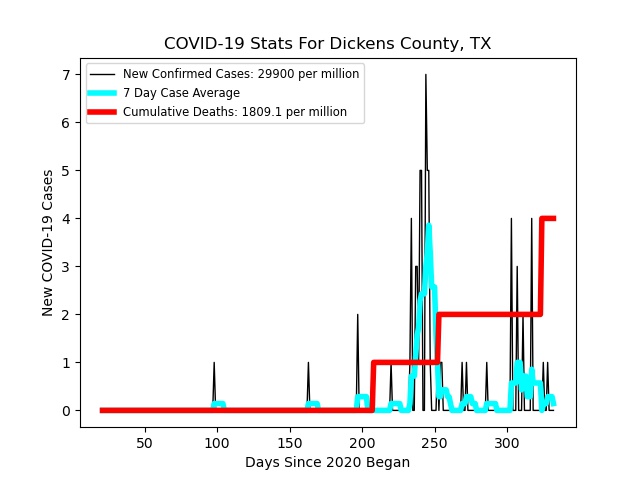 COVID-19 Stats For Dickens County, TX
New Confirmed Cases: 29900 per million
7 Day Case Average
Cumulative Deaths: 1809.1 per million
New COVID-19 Cases
7
6
5
4
3
2
1
0
50 100 150 200 250 300
Days Since 2020 Began